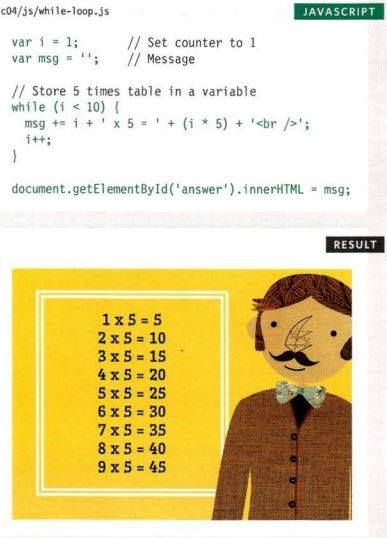 c04/js/while-loop.js
JAVASCRIPT
var i = 1; // Set counter to 1
var msg = ''; // Message
// Store 5 times table in a variable
while (i < 10) {
msg += i + ' x 5 = ' + (i * 5) + '<br />';
i++;
}
document.getElementById('answer').innerHTML = msg;
RESULT
1 x 5 = 5
2 x 5 = 10
3 x 5 = 15
4 x 5 = 20
5 x 5 = 25
6 x 5 = 30
7 x 5 = 35
8 x 5 = 40
9 x 5 = 45